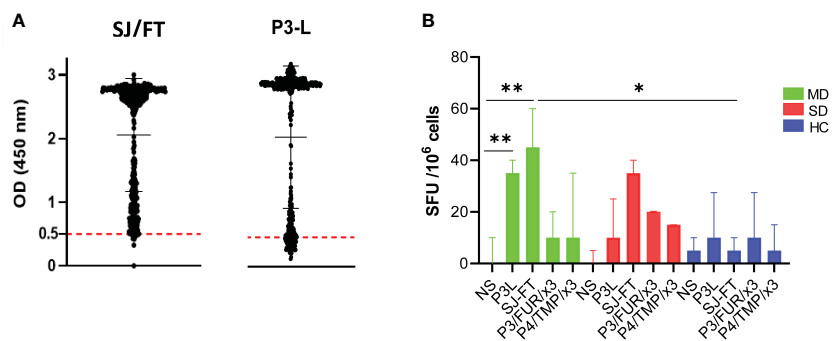 A
SJ/FT
P3-L
OD (450 nm)
3
2
1
0.5
0
B
SFU /10⁶ cells
80
60
40
20
0
**
**
*
MD
SD
HC
NS
P3L
SJ-FT
P3/FUR/x3
P4/TMP/x3
NS
P3L
SJ-FT
P3/FUR/x3
P4/TMP/x3
NS
P3L
SJ-FT
P3/FUR/x3
P4/TMP/x3